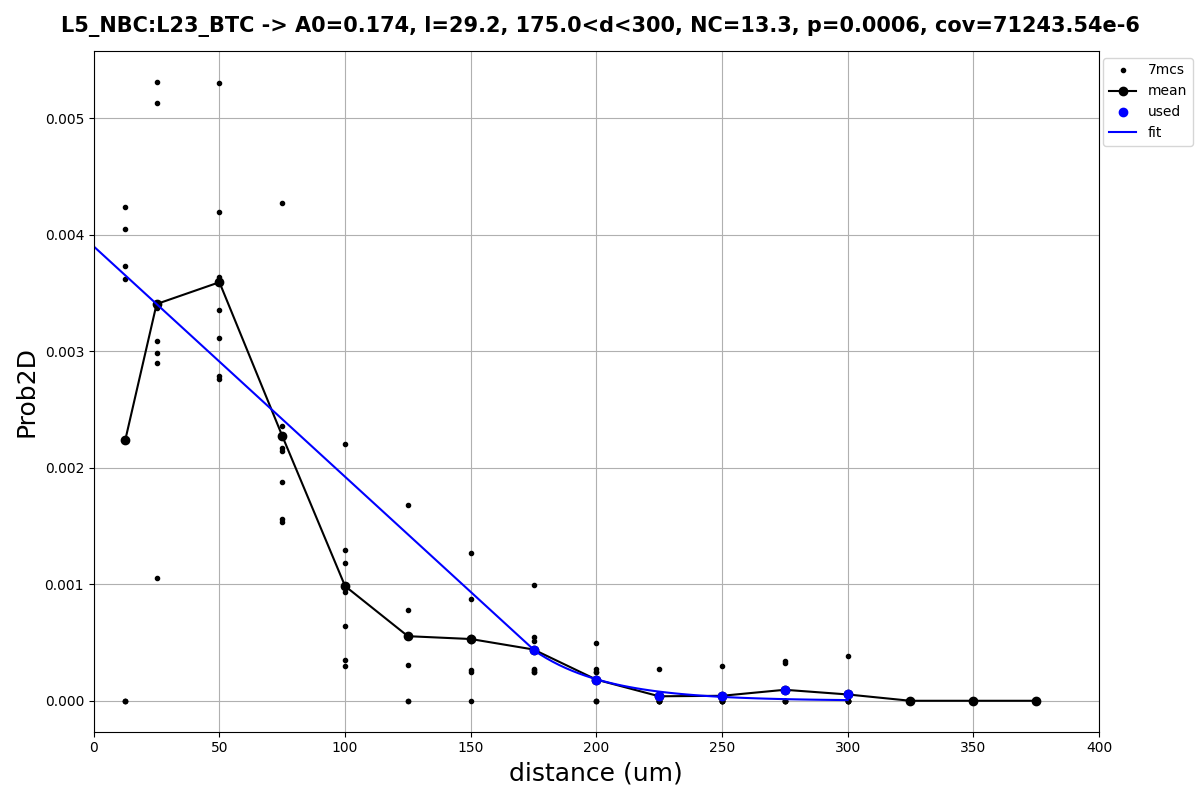 L5_NBC:L23_BTC -> A0=0.174, l=29.2, 175.0<d<300, NC=13.3, p=0.0006, cov=71243.54e-6
7mcs
mean
used
fit
0.005
0.004
0.003
0.002
0.001
0.000
Prob2D
0 50 100 150 200 250 300 350 400
distance (um)